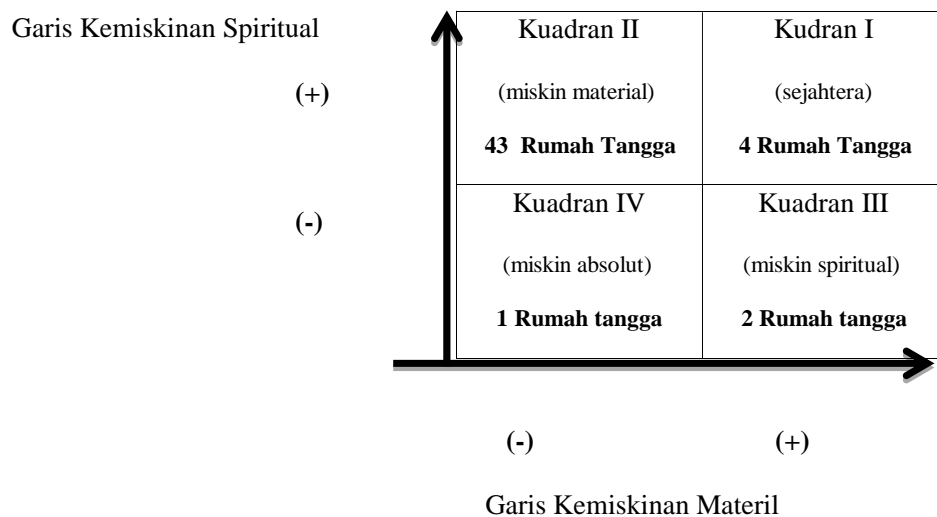 Garis Kemiskinan Spiritual
(+)
(-)
Kuadran II
(miskin material)
43 Rumah Tangga
Kudran I
(sejahtera)
4 Rumah Tangga
Kuadran IV
(miskin absolut)
1 Rumah tangga
Kuadran III
(miskin spiritual)
2 Rumah tangga
(-)
(+)
Garis Kemiskinan Materil